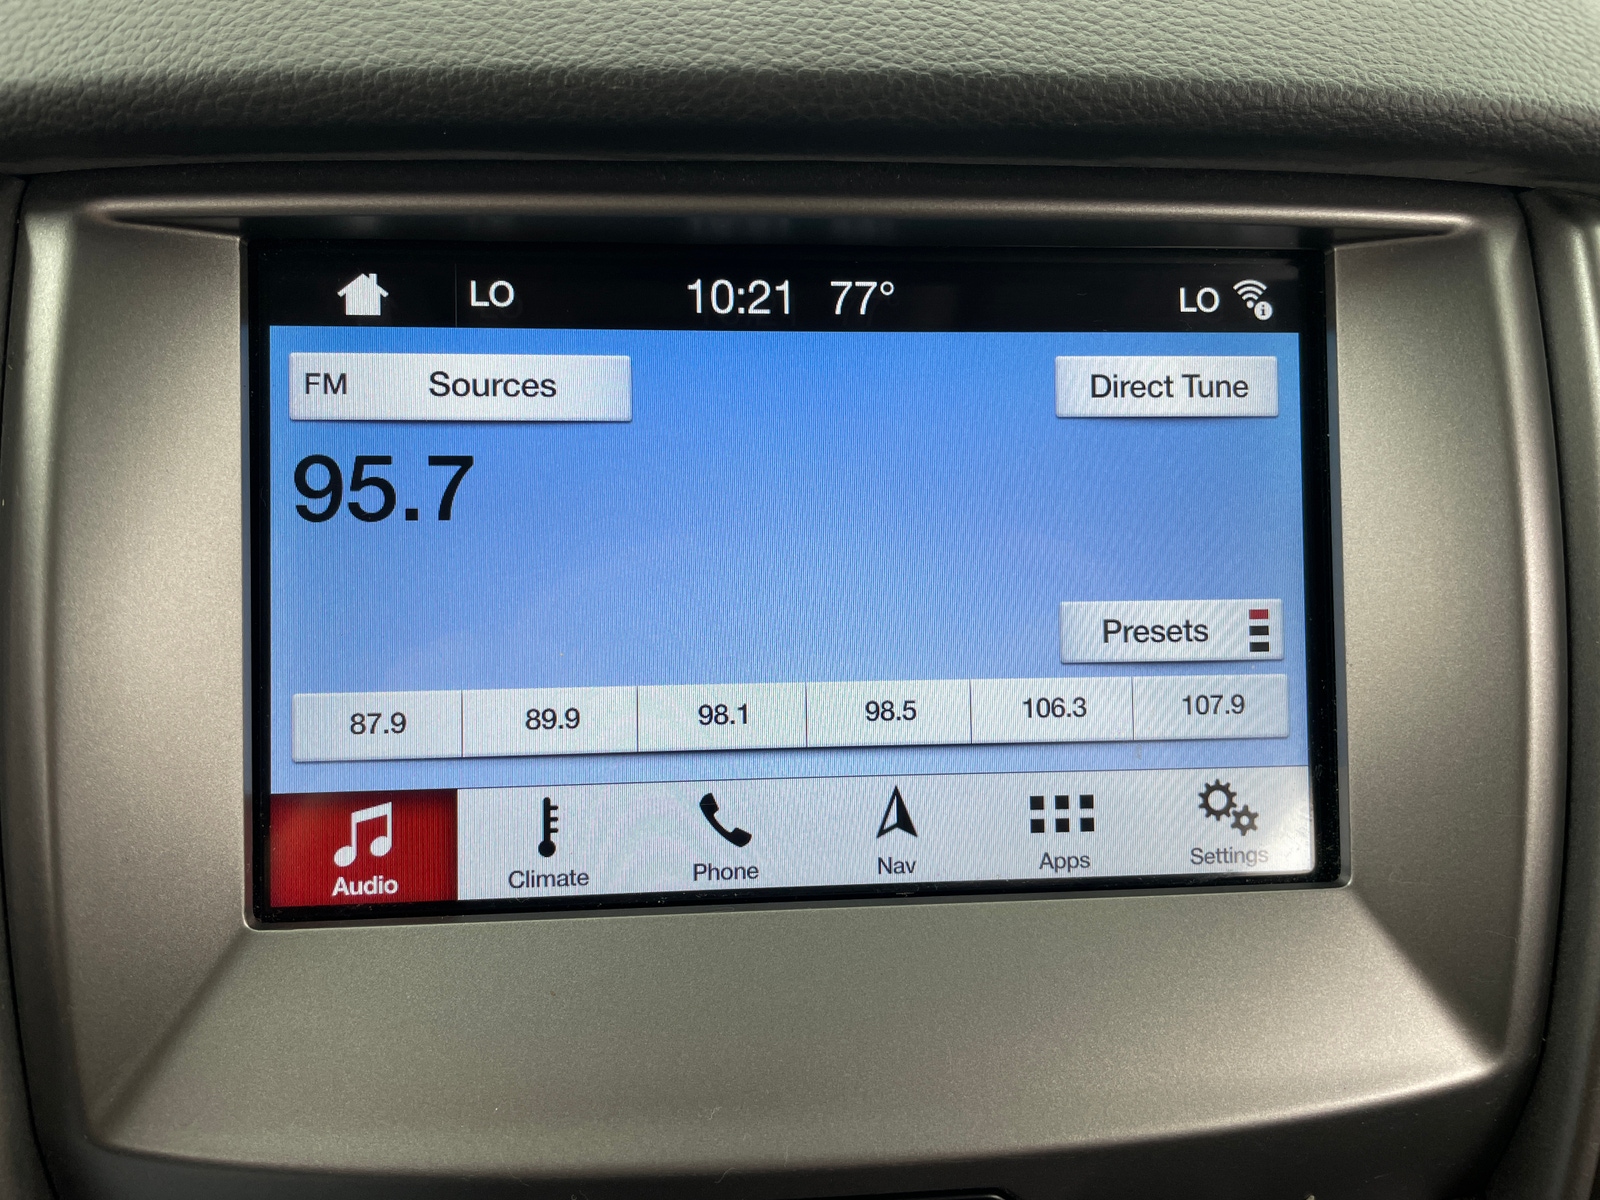 LO 10:21 77° LO
FM Sources Direct Tune
95.7
Presets
87.9 89.9 98.1 98.5 106.3 107.9
Audio Climate Phone Nav Apps Settings